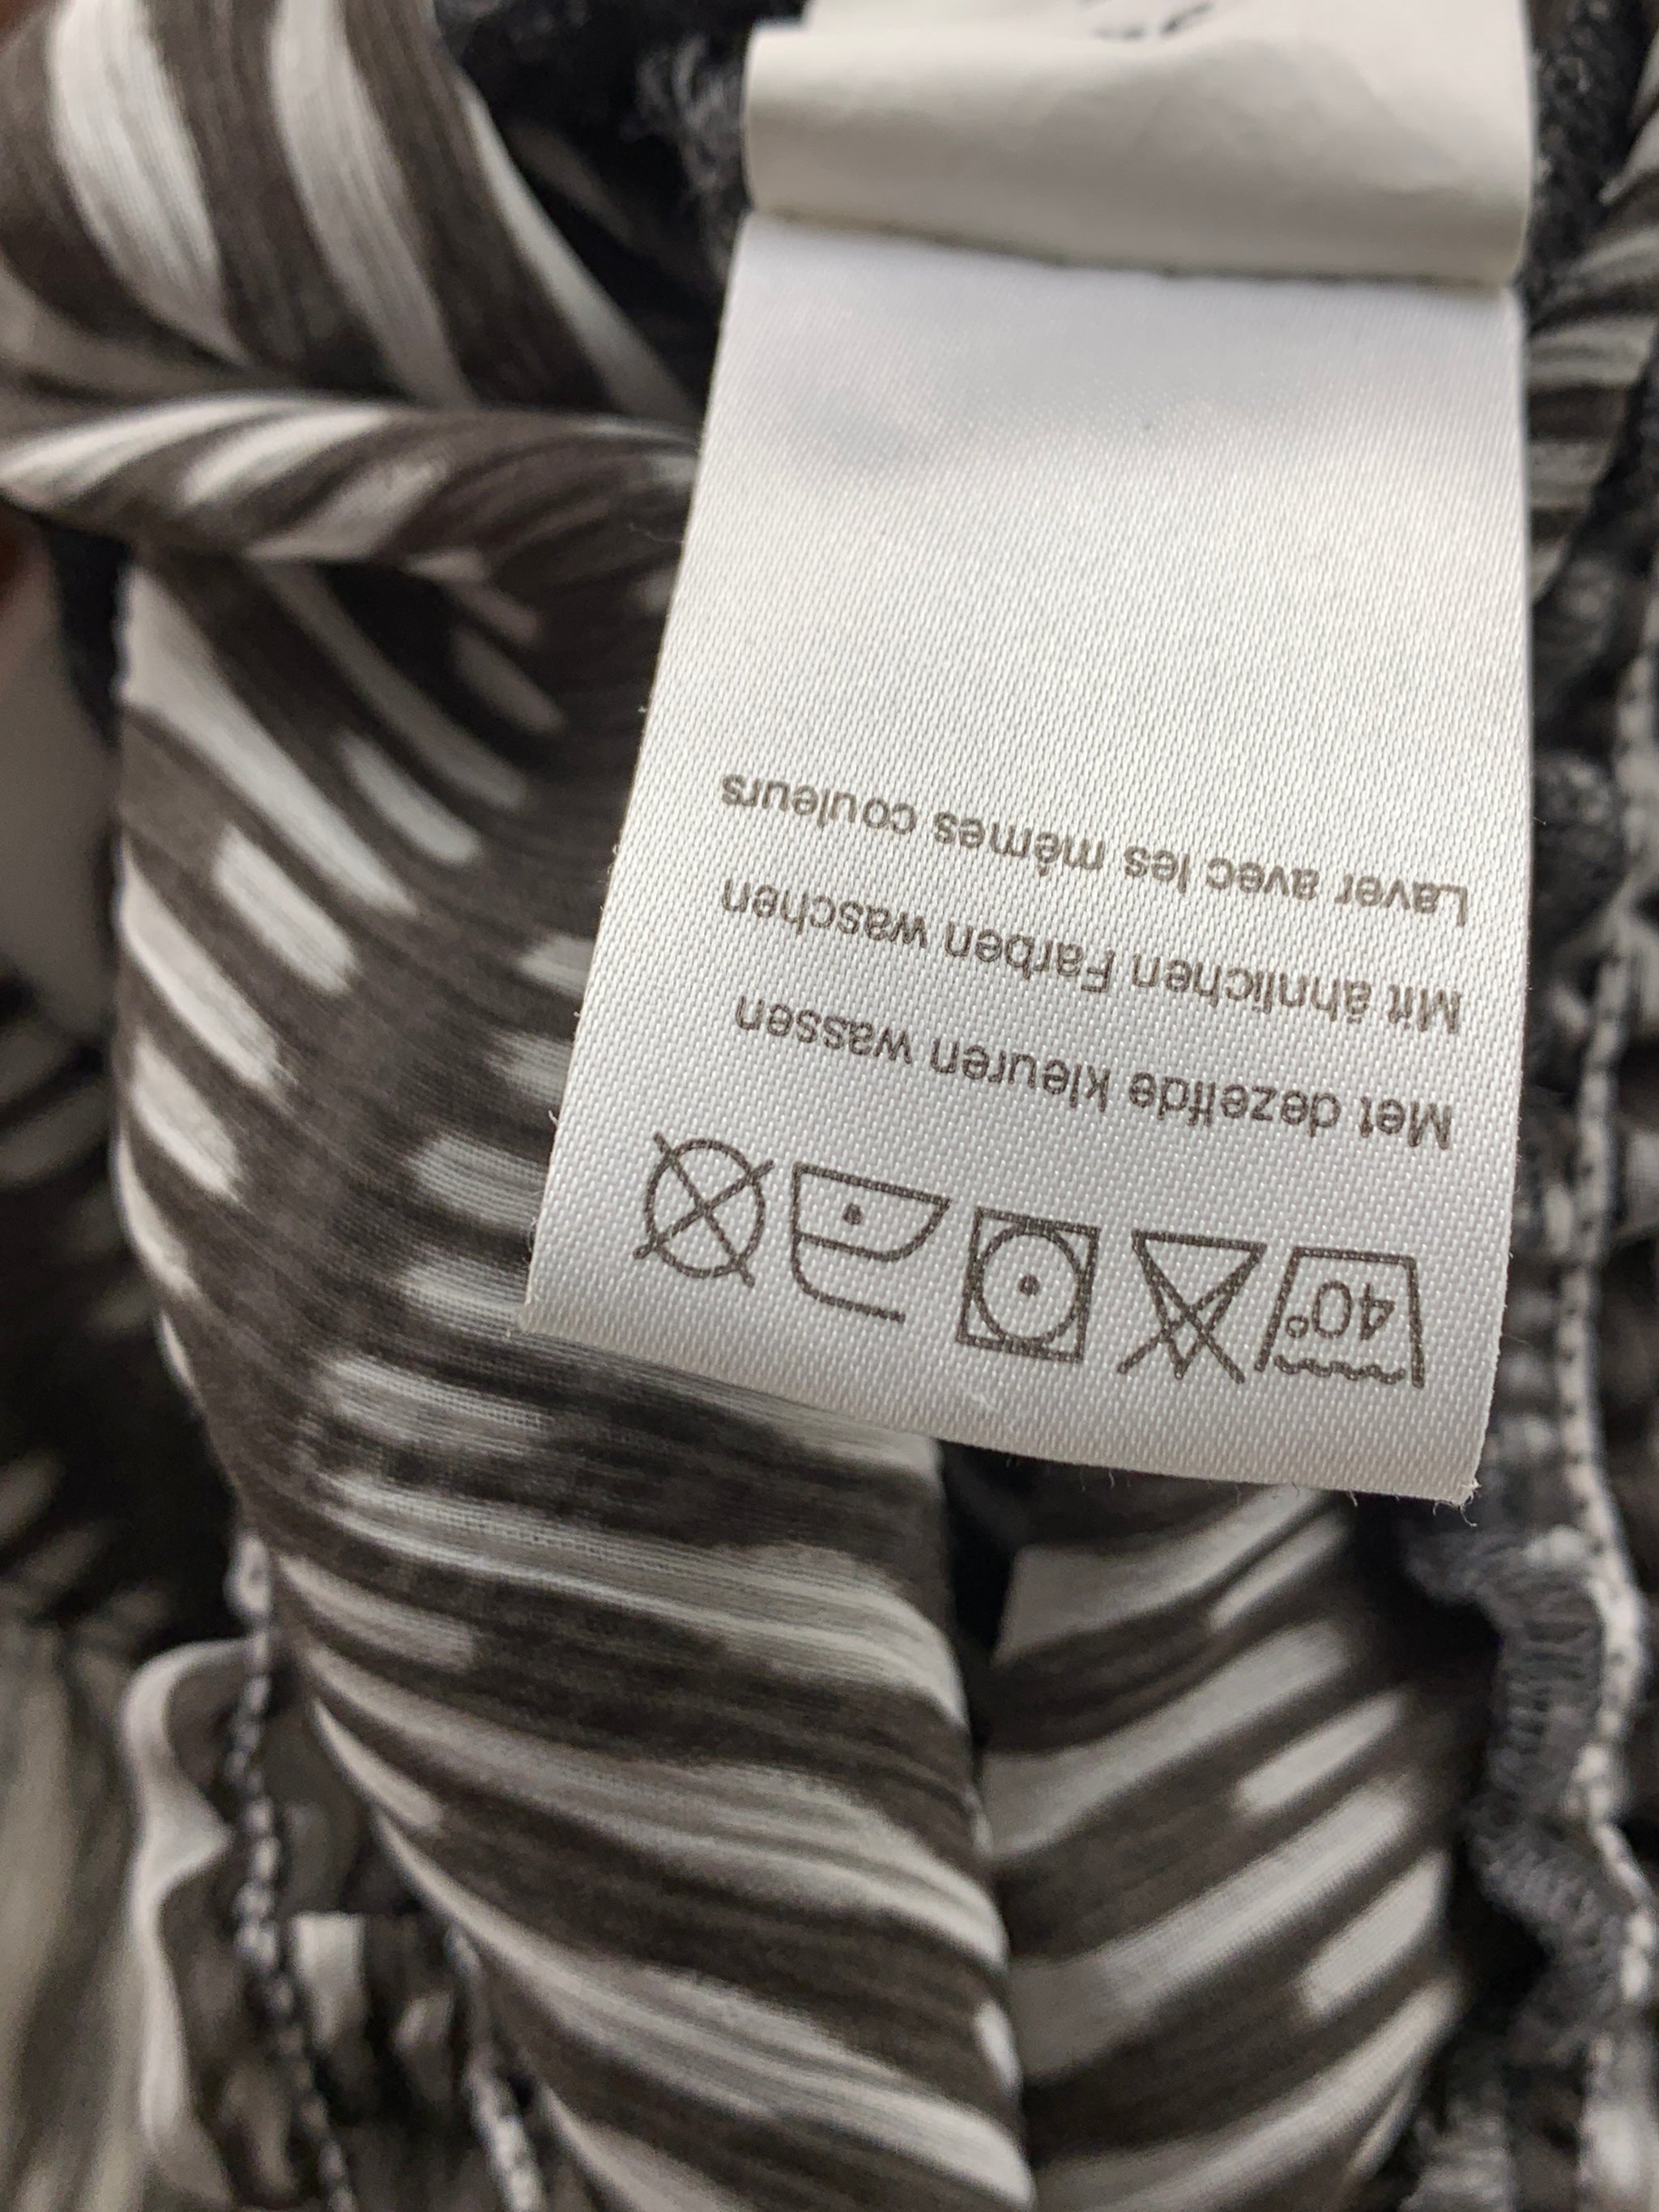 40°
Met dezelfde kleuren wassen
Mit ähnlichen Farben waschen
Laver avec les mêmes couleurs